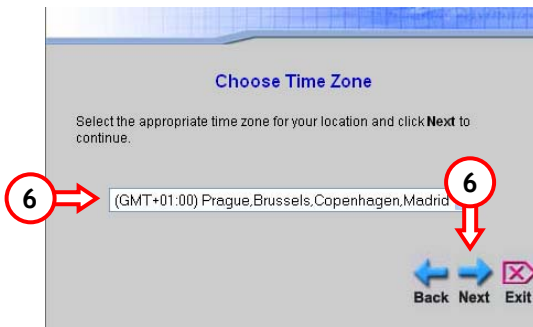 Choose Time Zone
Select the appropriate time zone for your location and click Next to
continue.
6
6
(GMT+01:00) Prague,Brussels,Copenhagen,Madrid
Back Next Exit